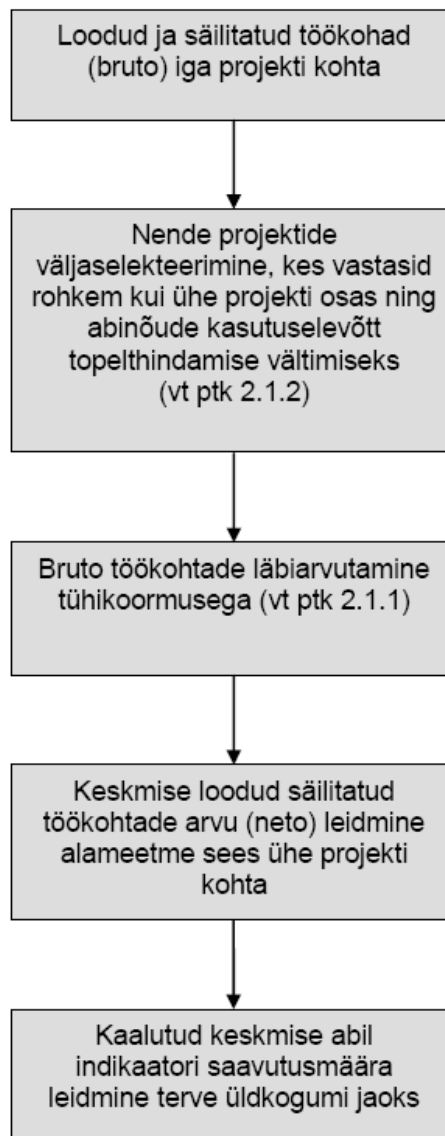 Loodud ja säilitatud töökohad
(bruto) iga projekti kohta
Nende projektide
väljaselekteerimine, kes vastasid
rohkem kui ühe projekti osas ning
abinõude kasutuselevõtt
topelthindamise vältimiseks
(vt ptk 2.1.2)
Bruto töökohtade läbiarvutamine
tühikoormusega (vt ptk 2.1.1)
Keskmise loodud säilitatud
töökohtade arvu (neto) leidmine
alameetme sees ühe projekti
kohta
Kaalutud keskmise abil
indikaatori saavutusmäära
leidmine terve üldkogumi jaoks